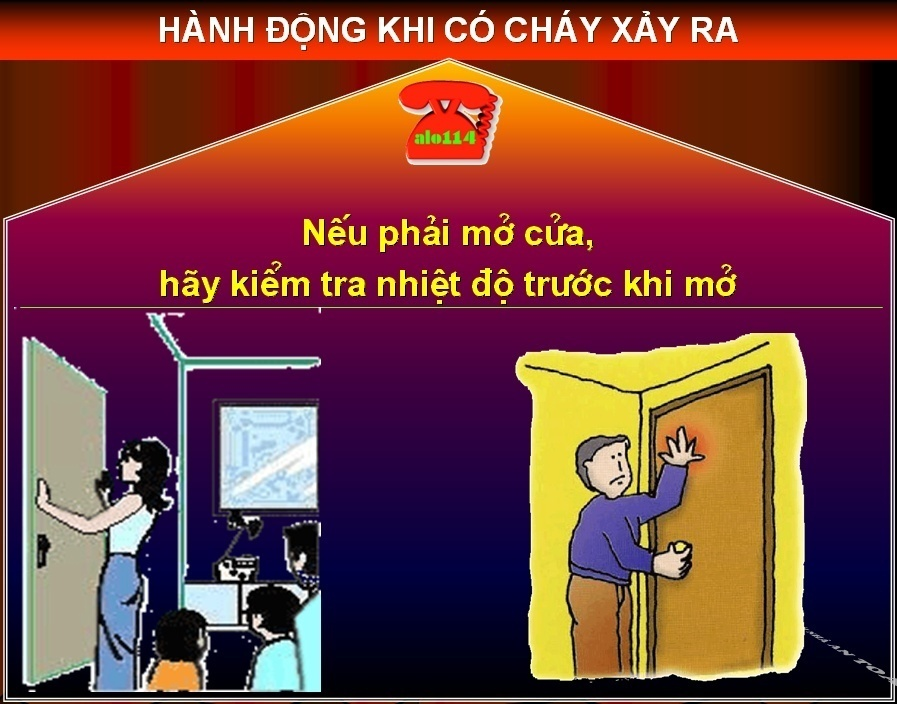 HÀNH ĐỘNG KHI CÓ CHÁY XẢY RA
alo114
Nếu phải mở cửa,
hãy kiểm tra nhiệt độ trước khi mở